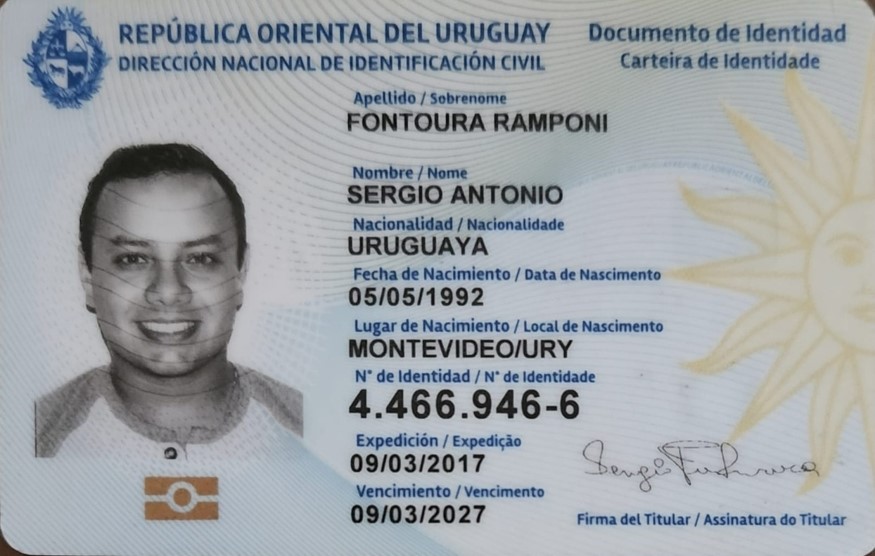 REPÚBLICA ORIENTAL DEL URUGUAY
DIRECCIÓN NACIONAL DE IDENTIFICACIÓN CIVIL
Documento de Identidad
Carteira de Identidade
Apellido / Sobrenome
FONTOURA RAMPONI
Nombre / Nome
SERGIO ANTONIO
Nacionalidad / Nacionalidade
URUGUAYA
Fecha de Nacimiento / Data de Nascimento
05/05/1992
Lugar de Nacimiento / Local de Nascimento
MONTEVIDEO/URY
N° de Identidad / N° de Identidade
4.466.946-6
Expedición / Expedição
09/03/2017
Vencimiento / Vencimento
09/03/2027
Firma del Titular / Assinatura do Titular